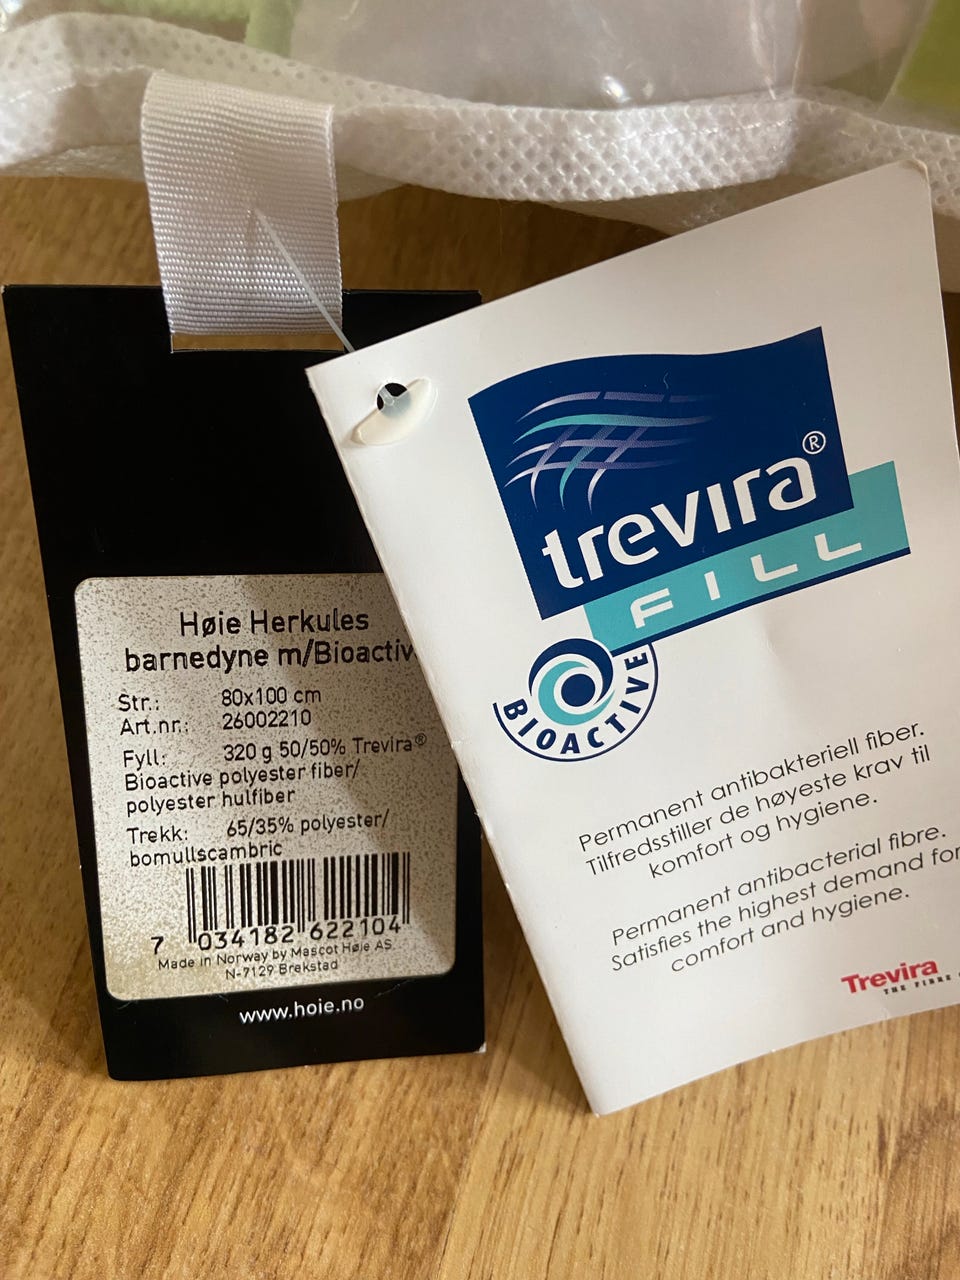 Høie Herkules
barnedyne m/Bioactiv
Str.: 80x100 cm
Art.nr.: 26002210
Fyll: 320 g 50/50% Trevira®
Bioactive polyester fiber/
polyester hulfiber
Trekk: 65/35% polyester/
bomullscambric
7 034182 622104
Made in Norway by Mascot Høie AS.
N-7129 Brekstad
www.hoie.no
trevira®
FILL
BIOACTIVE
Permanent antibakteriell fiber.
Tilfredsstiller de høyeste krav til
komfort og hygiene.
Permanent antibacterial fibre.
Satisfies the highest demand for
comfort and hygiene.
Trevira
THE FIBRE